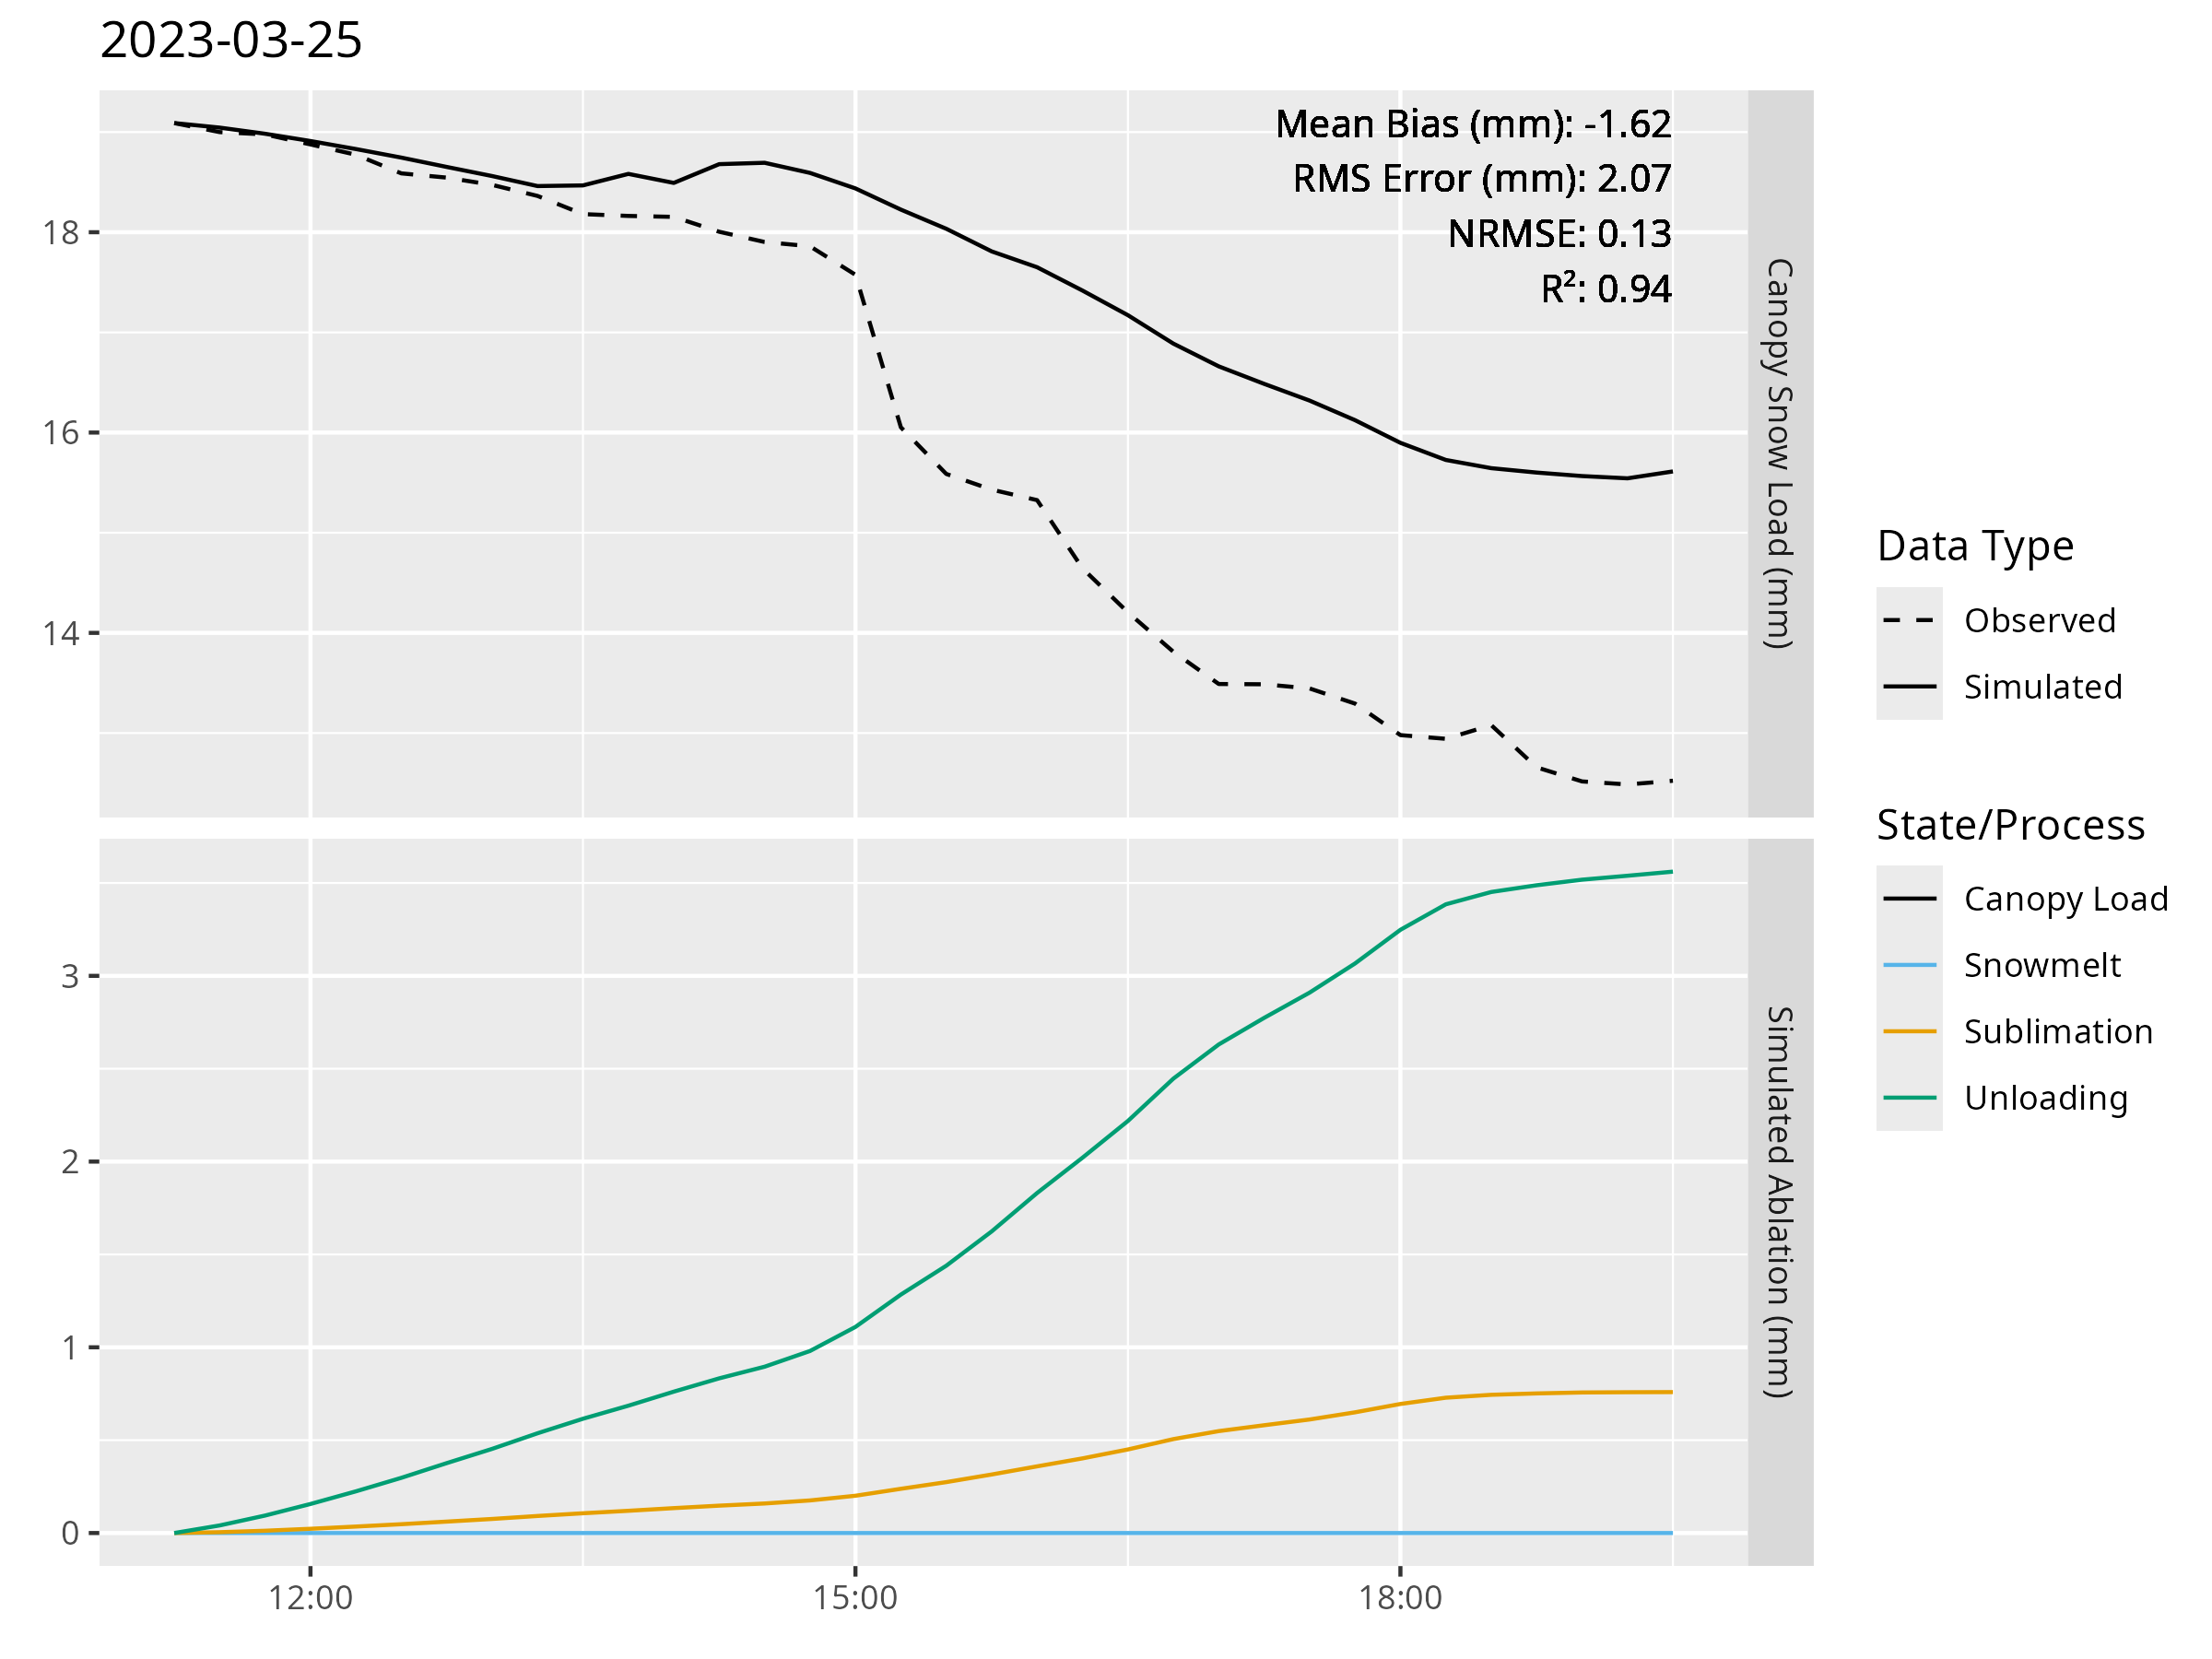 2023-03-25
Mean Bias (mm): -1.62
RMS Error (mm): 2.07
NRMSE: 0.13
R²: 0.94
18
16
14
Canopy Snow Load (mm)
3
2
1
0
Simulated Ablation (mm)
12:00
15:00
18:00
Data Type
Observed
Simulated
State/Process
Canopy Load
Snowmelt
Sublimation
Unloading